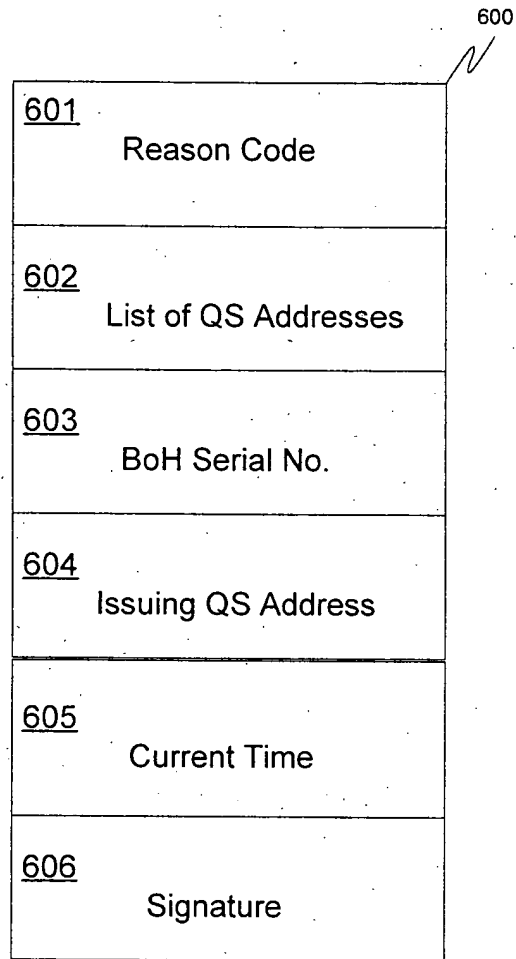 600
601
Reason Code
602
List of QS Addresses
603
BoH Serial No.
604
Issuing QS Address
605
Current Time
606
Signature